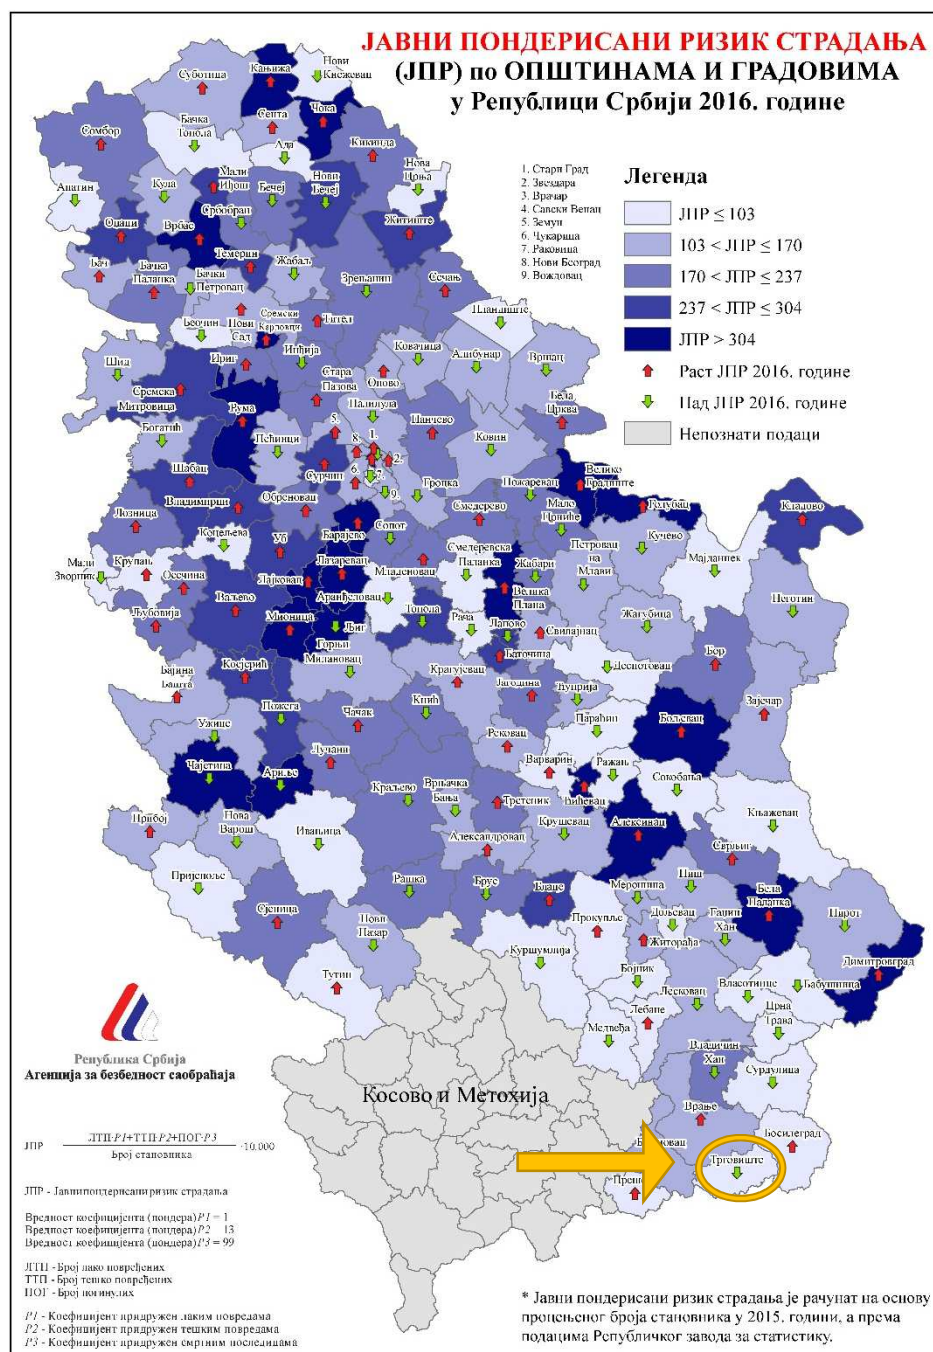 ЈАВНИ ПОНДЕРИСАНИ РИЗИК СТРАДАЊА
(ЈПР) по ОПШТИНАМА И ГРАДОВИМА
у Републици Србији 2016. године
1. Стари Град
2. Звездара
3. Врачар
4. Савски Венац
5. Земун
6. Чукарица
7. Раковица
8. Нови Београд
9. Вождовац
Легенда
ЈПР ≤ 103
103 < ЈПР ≤ 170
170 < ЈПР ≤ 237
237 < ЈПР ≤ 304
ЈПР > 304
Раст ЈПР 2016. године
Пад ЈПР 2016. године
Непознати подаци
Суботица
Кањижа
Нови
Кнежевац
Сомбор
Бачка
Топола
Сента
Чока
Ада
Кикинда
Апатин
Кула
Мали
Иђош
Бечеј
Нови
Бечеј
Нова
Црња
Оџаци
Врбас
Србобран
Житиште
Бач
Бачка
Паланка
Бачки
Петровац
Темерин
Жабаљ
Зрењанин
Сечањ
Беочин
Нови
Сад
Сремски
Карловци
Тител
Пландиште
Шид
Сремска
Митровица
Ириг
Инђија
Стара
Пазова
Опово
Ковачица
Алибунар
Вршац
Рума
Палилула
Панчево
Бела
Црква
Богатић
Пећинци
5.
8.
1.
2.
6.
7.
9.
Ковин
Шабац
Сурчин
Гроцка
Пожаревац
Велико
Градиште
Голубац
Кладово
Лозница
Владимирци
Обреновац
Барајево
Сопот
Смедерево
Мало
Црниће
Кучево
Мајданпек
Мали
Зворник
Крупањ
Коцељева
Уб
Лазаревац
Младеновац
Смедеревска
Паланка
Жабари
Петровац
на
Млави
Неготин
Осечина
Љубовија
Ваљево
Лајковац
Аранђеловац
Топола
Велика
Плана
Жагубица
Мионица
Љиг
Рача
Лапово
Свилајнац
Бор
Бајина
Башта
Косјерић
Горњи
Милановац
Крагујевац
Баточина
Деспотовац
Јагодина
Ћуприја
Зајечар
Ужице
Пожега
Чачак
Кнић
Параћин
Бољевац
Чајетина
Ариље
Лучани
Рековац
Варварин
Ражањ
Сокобања
Књажевац
Краљево
Врњачка
Бања
Трстеник
Ћићевац
Крушевац
Алексинац
Прибој
Нова
Варош
Ивањица
Александровац
Сврљиг
Пријепоље
Сјеница
Рашка
Брус
Блаце
Мерошина
Ниш
Бела
Паланка
Пирот
Нови
Пазар
Прокупље
Дољевац
Гаџин
Хан
Житорађа
Димитровград
Тутин
Куршумлија
Бојник
Лесковац
Власотинце
Бабушница
Медвеђа
Лебане
Црна
Трава
Владичин
Хан
Сурдулица
Врање
Босилеград
Трговиште
Косово и Метохија
Република Србија
Агенција за безбедност саобраћаја
ЈПР = ЛТП·P1+ТТП·P2+ПОГ·P3 ·10.000
Број становника
ЈПР - Јавни пондерисани ризик страдања
Вредност коефицијента (пондера) P1 = 1
Вредност коефицијента (пондера) P2 = 13
Вредност коефицијента (пондера) P3 = 99
ЛТП - Број лако повређених
ТТП - Број тешко повређених
ПОГ - Број погинулих
P1 - Коефицијент придружен лаким повредама
P2 - Коефицијент придружен тешким повредама
P3 - Коефицијент придружен смртним последицама
* Јавни пондерисани ризик страдања је рачунат на основу
процењеног броја становника у 2015. години, а према
подацима Републичког завода за статистику.